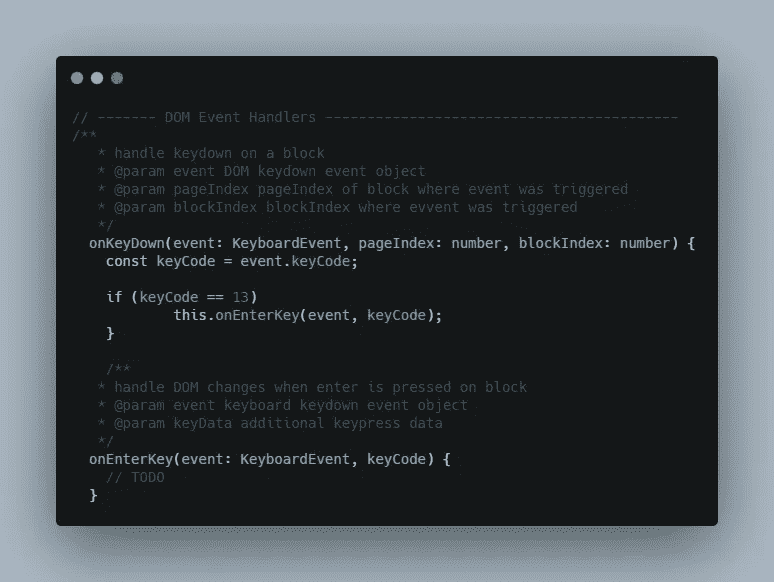 // ------- DOM Event Handlers ------------------------------------------
/**
* handle keydown on a block
* @param event DOM keydown event object
* @param pageIndex pageIndex of block where event was triggered
* @param blockIndex blockIndex where evvent was triggered
*/
onKeyDown(event: KeyboardEvent, pageIndex: number, blockIndex: number) {
const keyCode = event.keyCode;
if (keyCode == 13)
this.onEnterKey(event, keyCode);
}
/**
* handle DOM changes when enter is pressed on block
* @param event keyboard keydown event object
* @param keyData additional keypress data
*/
onEnterKey(event: KeyboardEvent, keyCode) {
// TODO
}